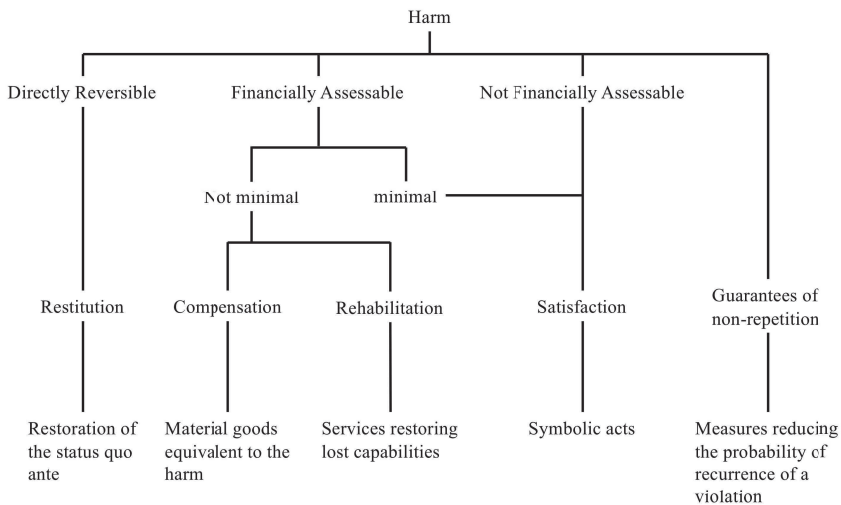 Harm
Directly Reversible
Financially Assessable
Not Financially Assessable
Not minimal
minimal
Restitution
Compensation
Rehabilitation
Satisfaction
Guarantees of
non-repetition
Restoration of
the status quo
ante
Material goods
equivalent to the
harm
Services restoring
lost capabilities
Symbolic acts
Measures reducing
the probability of
recurrence of a
violation